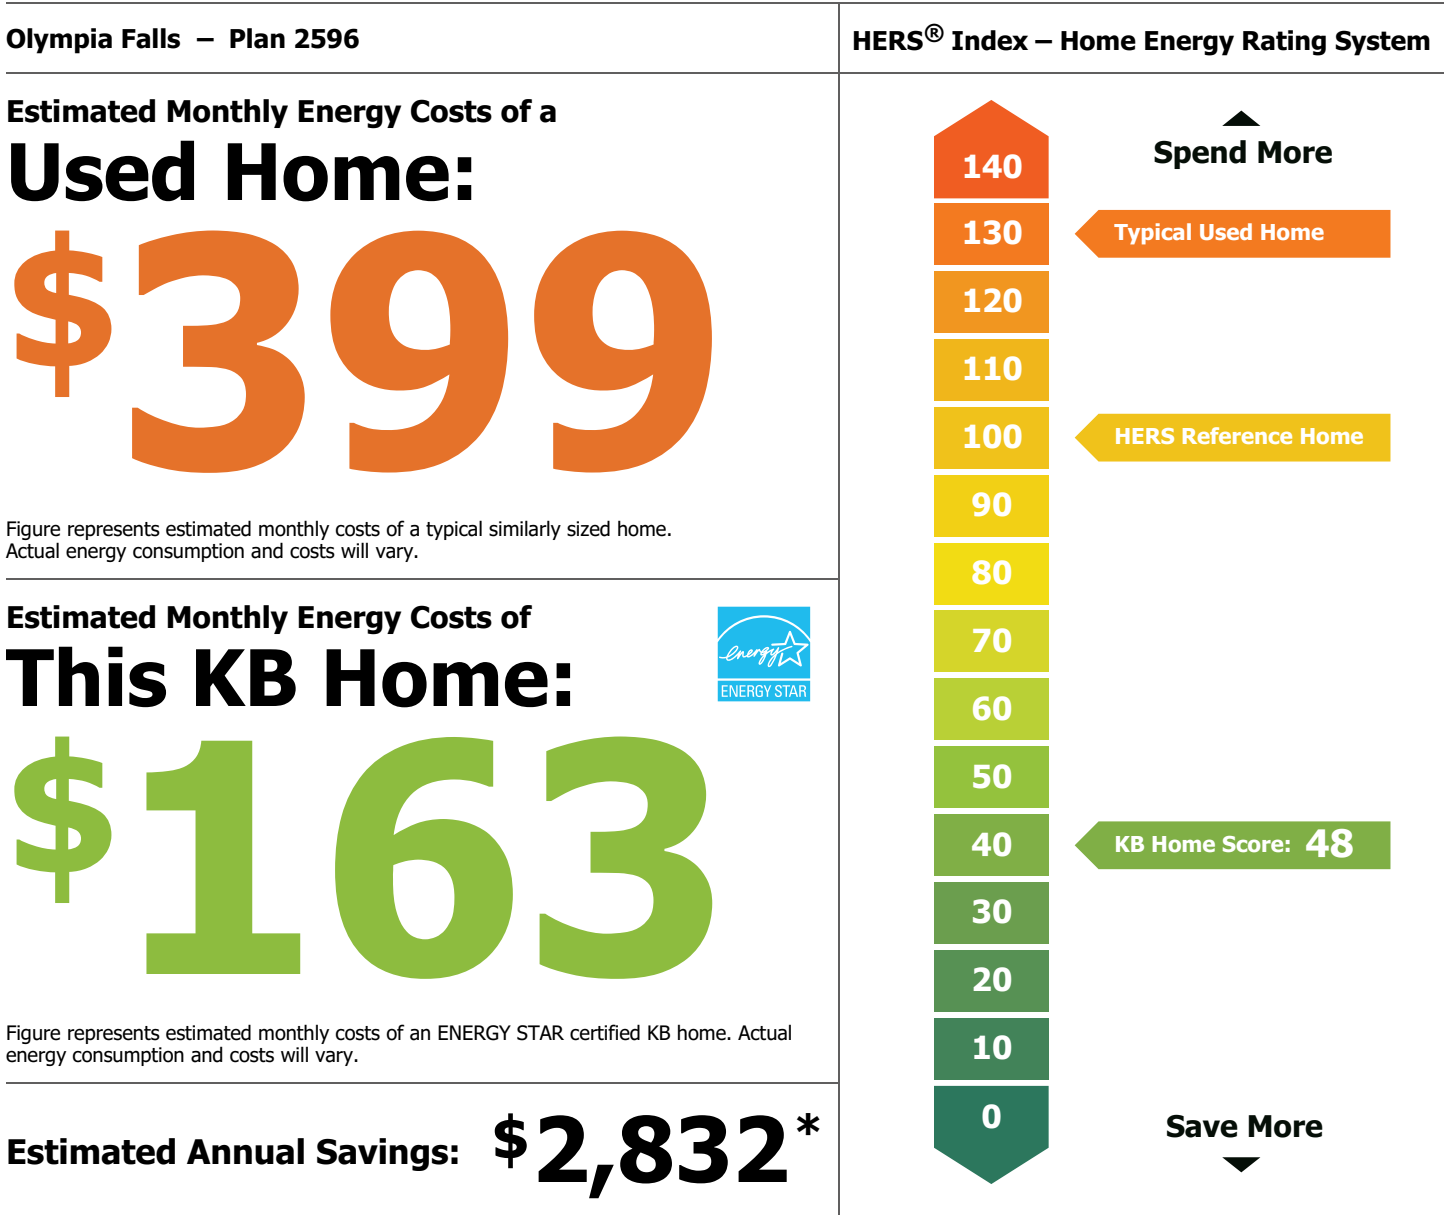 Olympia Falls – Plan 2596
Estimated Monthly Energy Costs of a
Used Home:
$399
Figure represents estimated monthly costs of a typical similarly sized home.
Actual energy consumption and costs will vary.
Estimated Monthly Energy Costs of
This KB Home:
energy
ENERGY STAR
$163
Figure represents estimated monthly costs of an ENERGY STAR certified KB home. Actual
energy consumption and costs will vary.
Estimated Annual Savings: $2,832*
HERS® Index – Home Energy Rating System
Spend More
140
130 Typical Used Home
120
110
100 HERS Reference Home
90
80
70
60
50
40 KB Home Score: 48
30
20
10
0
Save More